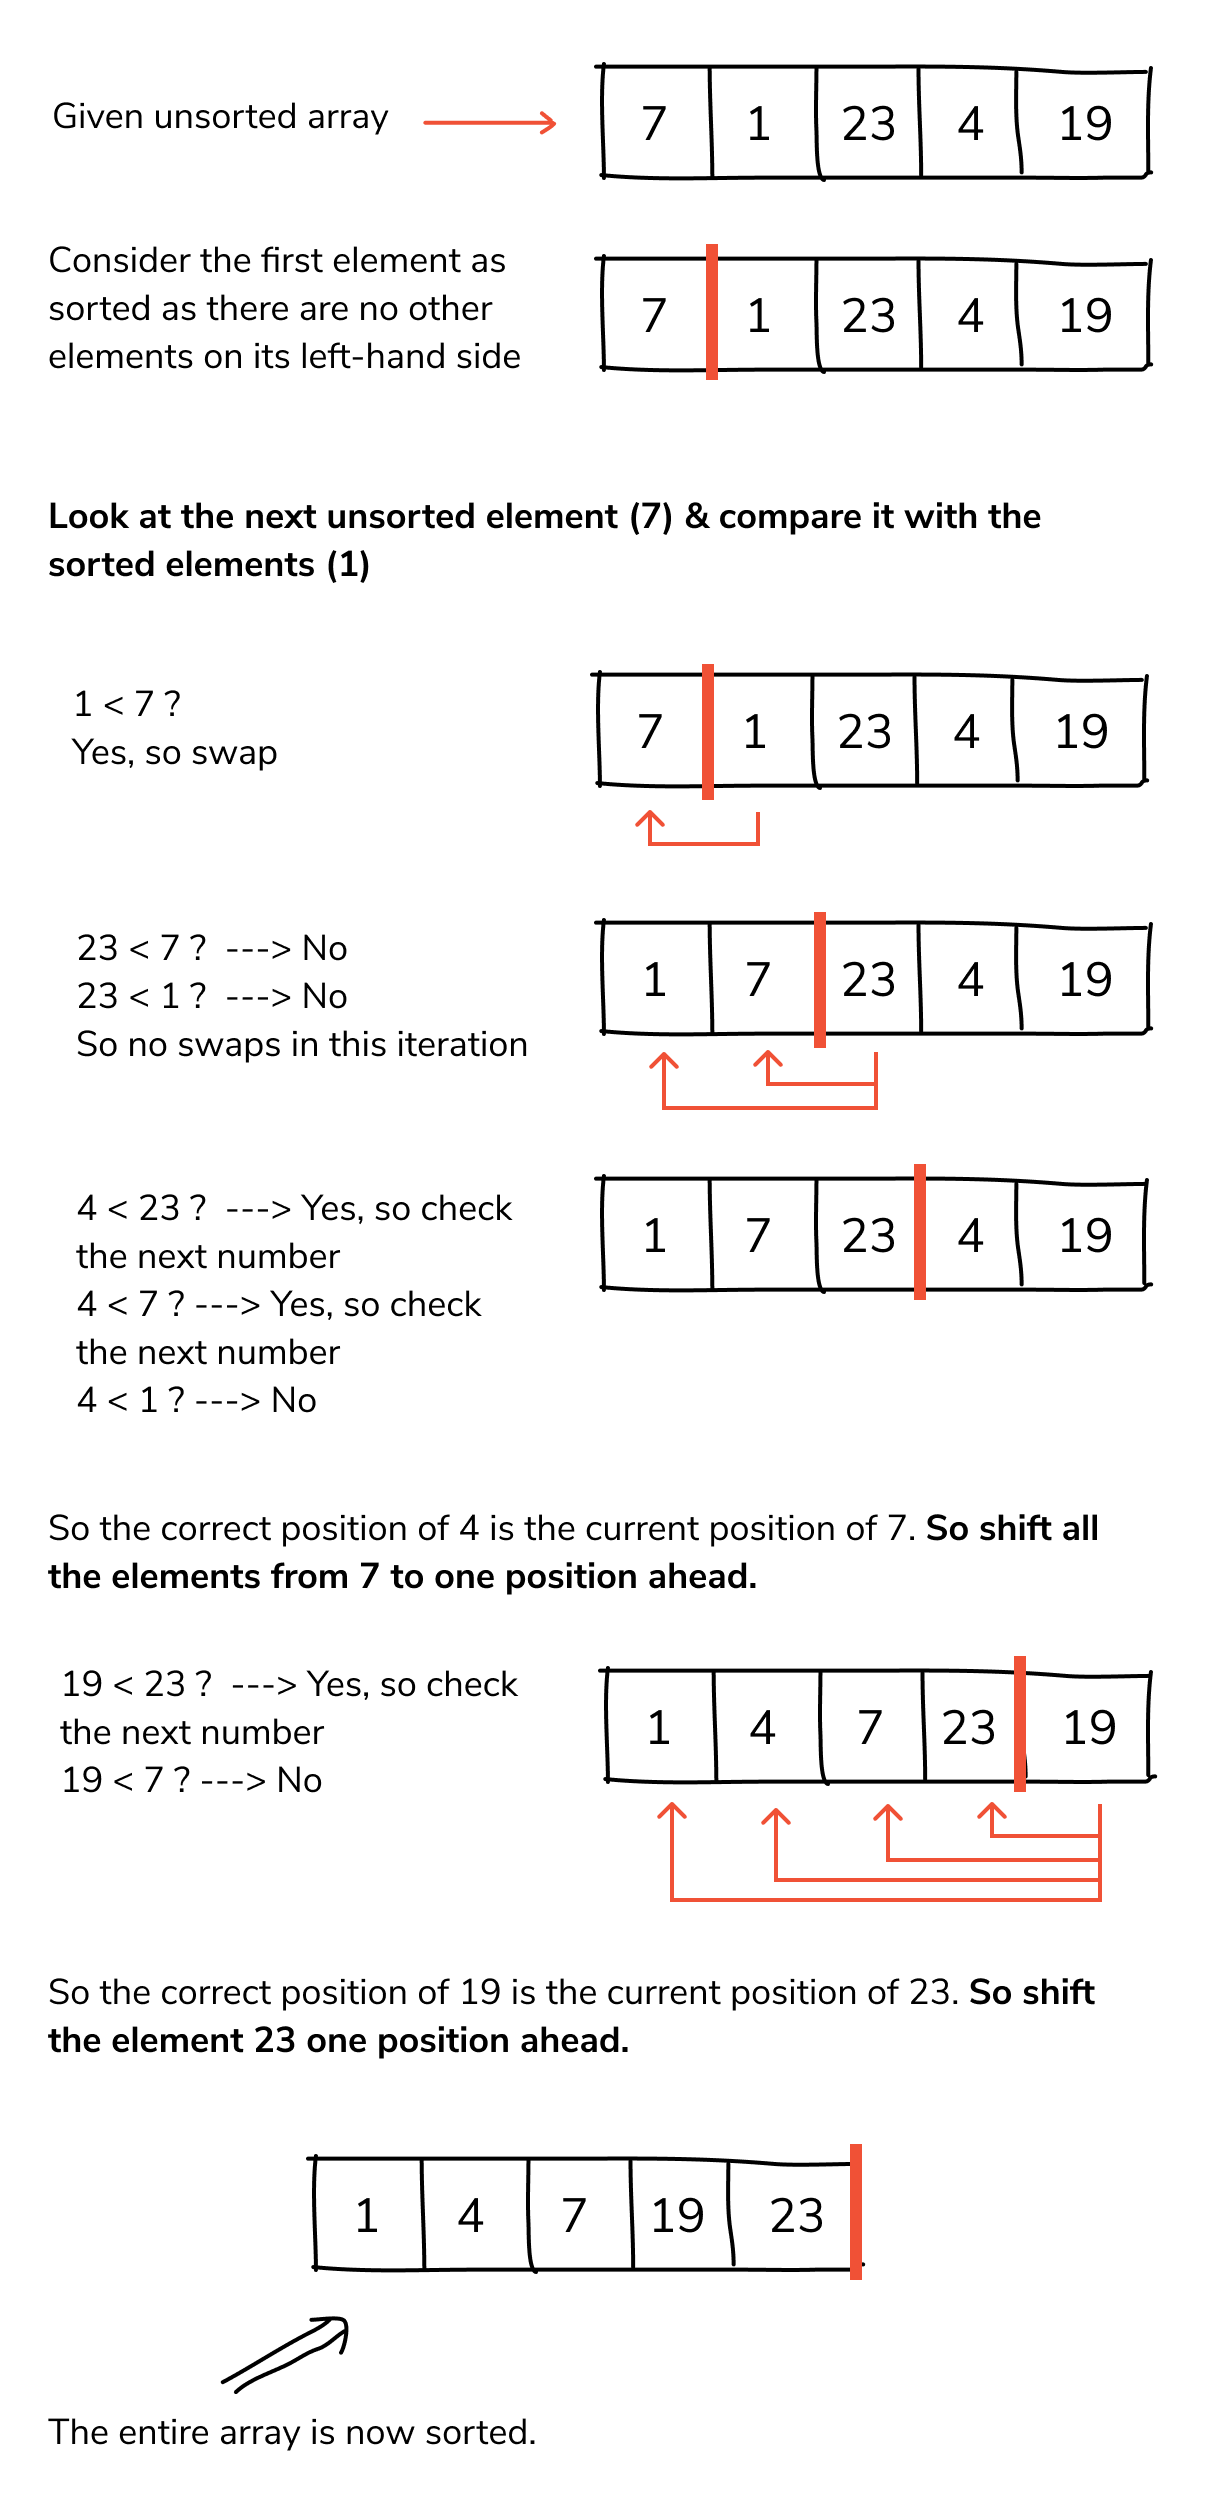 Given unsorted array
7 1 23 4 19
Consider the first element as
sorted as there are no other
elements on its left-hand side
7 1 23 4 19
Look at the next unsorted element (7) & compare it with the
sorted elements (1)
1 < 7 ?
Yes, so swap
7 1 23 4 19
23 < 7 ? ---> No
23 < 1 ? ---> No
So no swaps in this iteration
1 7 23 4 19
4 < 23 ? ---> Yes, so check
the next number
4 < 7 ? ---> Yes, so check
the next number
4 < 1 ? ---> No
1 7 23 4 19
So the correct position of 4 is the current position of 7. So shift all
the elements from 7 to one position ahead.
19 < 23 ? ---> Yes, so check
the next number
19 < 7 ? ---> No
1 4 7 23 19
So the correct position of 19 is the current position of 23. So shift
the element 23 one position ahead.
1 4 7 19 23
The entire array is now sorted.